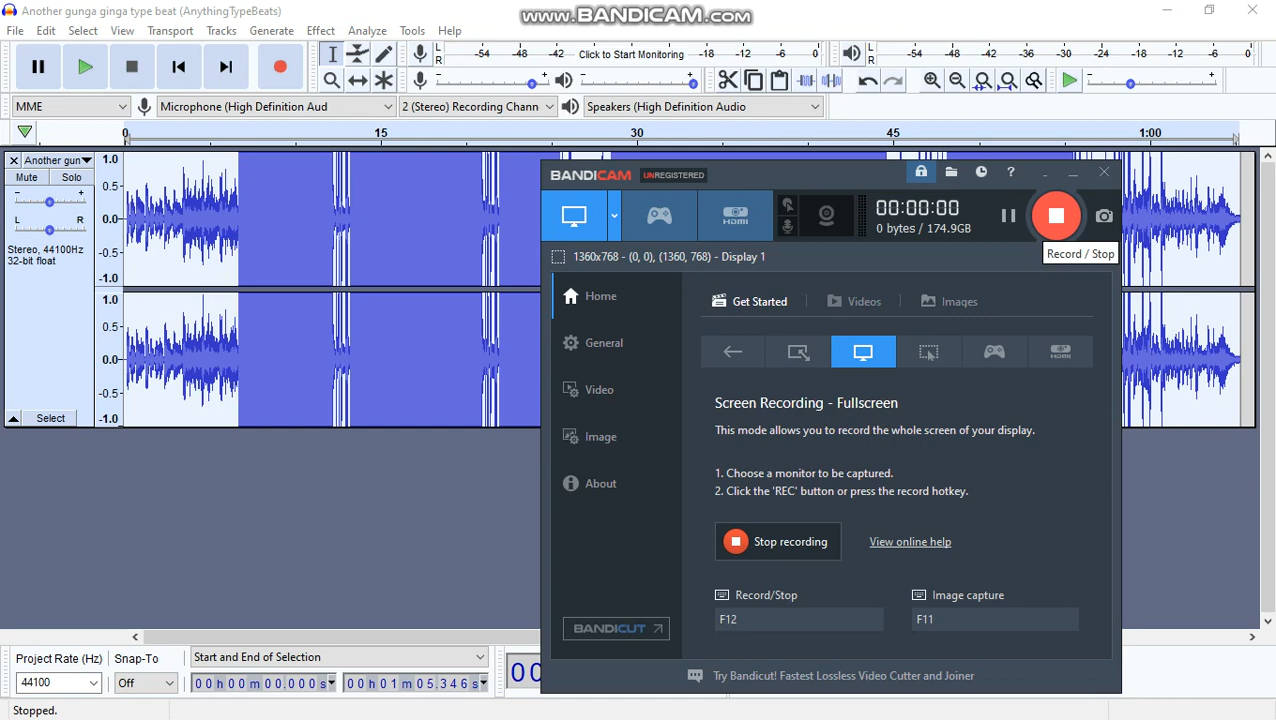 Another gunga ginga type beat (AnythingTypeBeats)
www.BANDICAM.com
File Edit View Transport Tracks Generate Effect Analyze Tools Help
L R -54 -48 -42 Click to Start Monitoring -18 -12 -6 0
L R -54 -48 -42 -36 -30 -24 -18 -12 -6 0
MME
Microphone (High Definition Aud
2 (Stereo) Recording Chann
Speakers (High Definition Audio
0 15 30 45 1:00
Another gun
Mute Solo
- +
L R
Stereo, 44100Hz
32-bit float
Select
1.0
0.5
0.0
-0.5
-1.0
1.0
0.5
0.0
-0.5
-1.0
BANDICAM UNREGISTERED
HDMI
00:00:00
0 bytes / 174.9GB
Record / Stop
1360x768 - (0, 0), (1360, 768) - Display 1
Home
General
Video
Image
About
BANDICUT
Get Started Videos Images
HDMI
Screen Recording - Fullscreen
This mode allows you to record the whole screen of your display.
1. Choose a monitor to be captured.
2. Click the 'REC' button or press the record hotkey.
Stop recording
View online help
Record/Stop
F12
Image capture
F11
Try Bandicut! Fastest Lossless Video Cutter and Joiner
Project Rate (Hz) Snap-To
44100 Off
Start and End of Selection
00h00m00.000s 00h01m05.346s
Stopped.